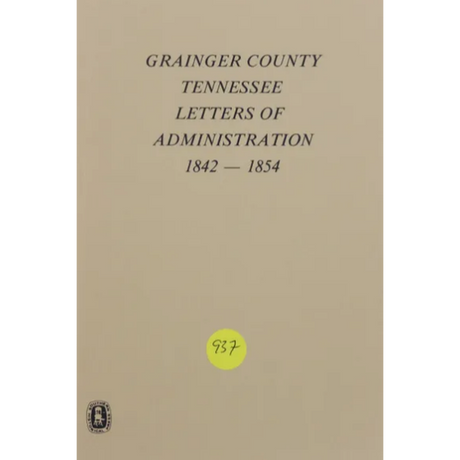 GRAINGER COUNTY
TENNESSEE
LETTERS OF
ADMINISTRATION
1842 — 1854
937